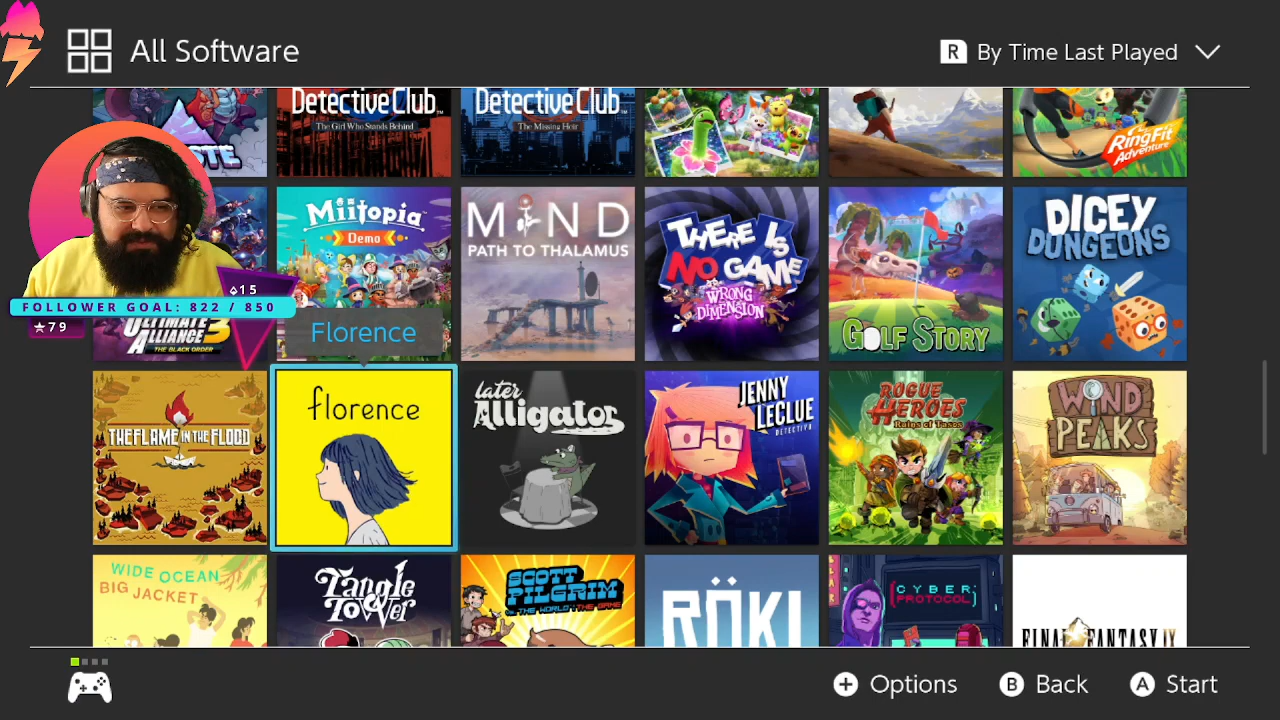 All Software
R By Time Last Played
STE
Detective Club
The Girl Who Stands Behind
Detective Club
The Missing Heir
RingFit
Adventure
Miitopia
Demo
MIND
PATH TO THALAMUS
THERE IS
NO GAME
WRONG
DIMENSION
GOLF STORY
DICEY
DUNGEONS
15
FOLLOWER GOAL: 822 / 850
★79
ULTIMATE
ALLIANCE 3
THE BLACK ORDER
Florence
THE FLAME IN THE FLOOD
florence
later
Alligator
JENNY
LECLUE
DETECTIVÚ
ROGUE
HEROES
Ruins of Tasos
WIND
PEAKS
WIDE OCEAN
BIG JACKET
Tangle
Tower
SCOTT
PILGRIM
VS. THE WORLD: THE GAME
RÖKI
CYBER
PROTOCOL
FINAL FANTASY IX
+ Options
B Back
A Start